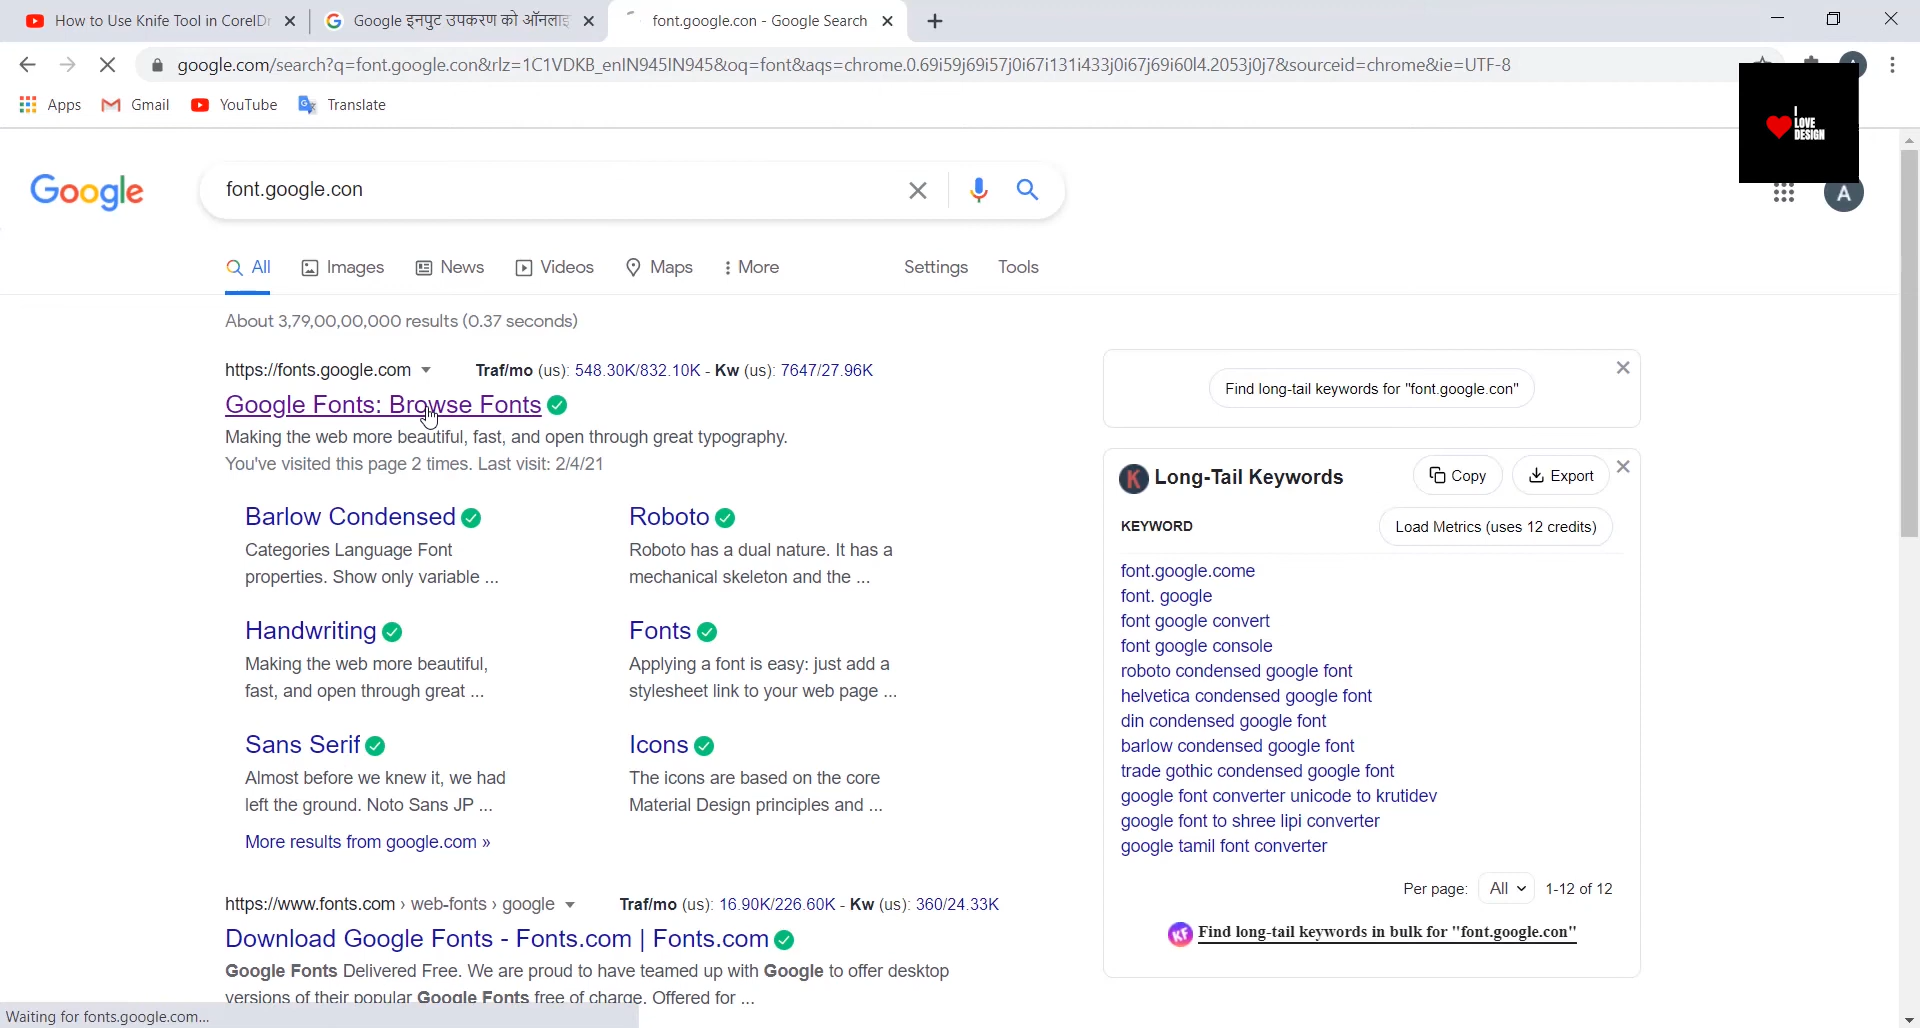 How to Use Knife Tool in CorelDr
Google इनपुट उपकरण को ऑनलाइ
font.google.con - Google Search
google.com/search?q=font.google.con&rlz=1C1VDKB_enIN945IN945&oq=font&aqs=chrome.0.69i59j69i57j0i67i131i433j0i67j69i60l4.2053j0j7&sourceid=chrome&ie=UTF-8
Apps Gmail YouTube Translate
I
LOVE
DESIGN
Google
font.google.con
A
All Images News Videos Maps More Settings Tools
About 3,79,00,00,000 results (0.37 seconds)
https://fonts.google.com Traf/mo (us): 548.30K/832.10K - Kw (us): 7647/27.96K
Google Fonts: Browse Fonts
Making the web more beautiful, fast, and open through great typography.
You've visited this page 2 times. Last visit: 2/4/21
Barlow Condensed
Categories Language Font
properties. Show only variable ...
Roboto
Roboto has a dual nature. It has a
mechanical skeleton and the ...
Handwriting
Making the web more beautiful,
fast, and open through great ...
Fonts
Applying a font is easy: just add a
stylesheet link to your web page ...
Sans Serif
Almost before we knew it, we had
left the ground. Noto Sans JP ...
Icons
The icons are based on the core
Material Design principles and ...
More results from google.com »
https://www.fonts.com › web-fonts › google Traf/mo (us): 16.90K/226.60K - Kw (us): 360/24.33K
Download Google Fonts - Fonts.com | Fonts.com
Google Fonts Delivered Free. We are proud to have teamed up with Google to offer desktop
versions of their popular Google Fonts free of charge. Offered for ...
Find long-tail keywords for "font.google.con"
K Long-Tail Keywords Copy Export
KEYWORD Load Metrics (uses 12 credits)
font.google.come
font. google
font google convert
font google console
roboto condensed google font
helvetica condensed google font
din condensed google font
barlow condensed google font
trade gothic condensed google font
google font converter unicode to krutidev
google font to shree lipi converter
google tamil font converter
Per page: All 1-12 of 12
KF Find long-tail keywords in bulk for "font.google.con"
Waiting for fonts.google.com...